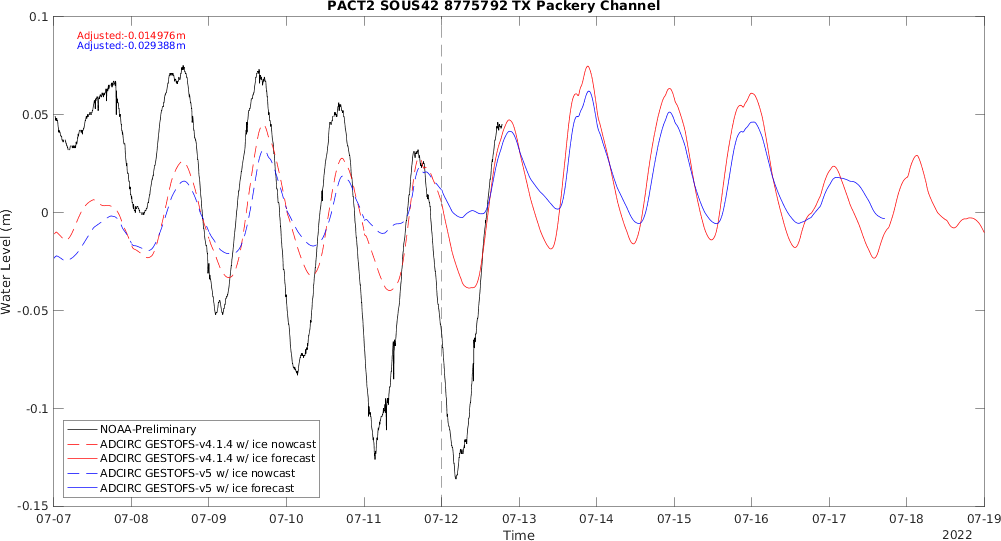 PACT2 SOUS42 8775792 TX Packery Channel
Adjusted:-0.014976m
Adjusted:-0.029388m
0.1
0.05
0
-0.05
-0.1
-0.15
Water Level (m)
NOAA-Preliminary
ADCIRC GESTOFS-v4.1.4 w/ ice nowcast
ADCIRC GESTOFS-v4.1.4 w/ ice forecast
ADCIRC GESTOFS-v5 w/ ice nowcast
ADCIRC GESTOFS-v5 w/ ice forecast
07-07 07-08 07-09 07-10 07-11 07-12 07-13 07-14 07-15 07-16 07-17 07-18 07-19
Time
2022